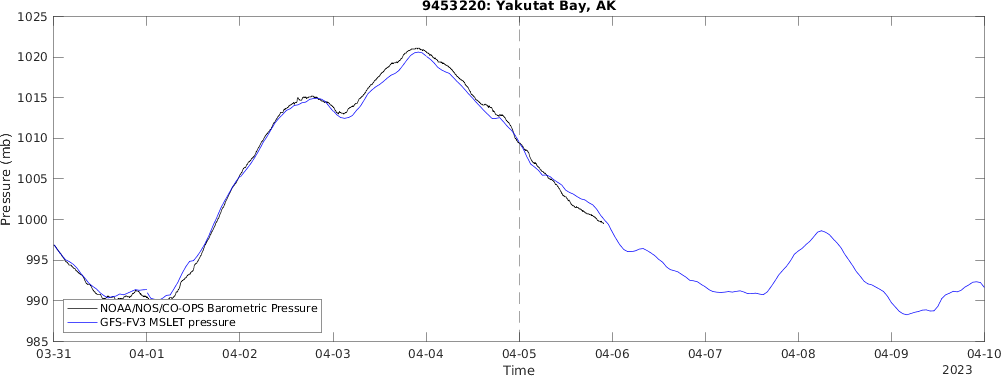 9453220: Yakutat Bay, AK
1025
1020
1015
1010
1005
1000
995
990
985
Pressure (mb)
NOAA/NOS/CO-OPS Barometric Pressure
GFS-FV3 MSLET pressure
03-31 04-01 04-02 04-03 04-04 04-05 04-06 04-07 04-08 04-09 04-10
Time
2023